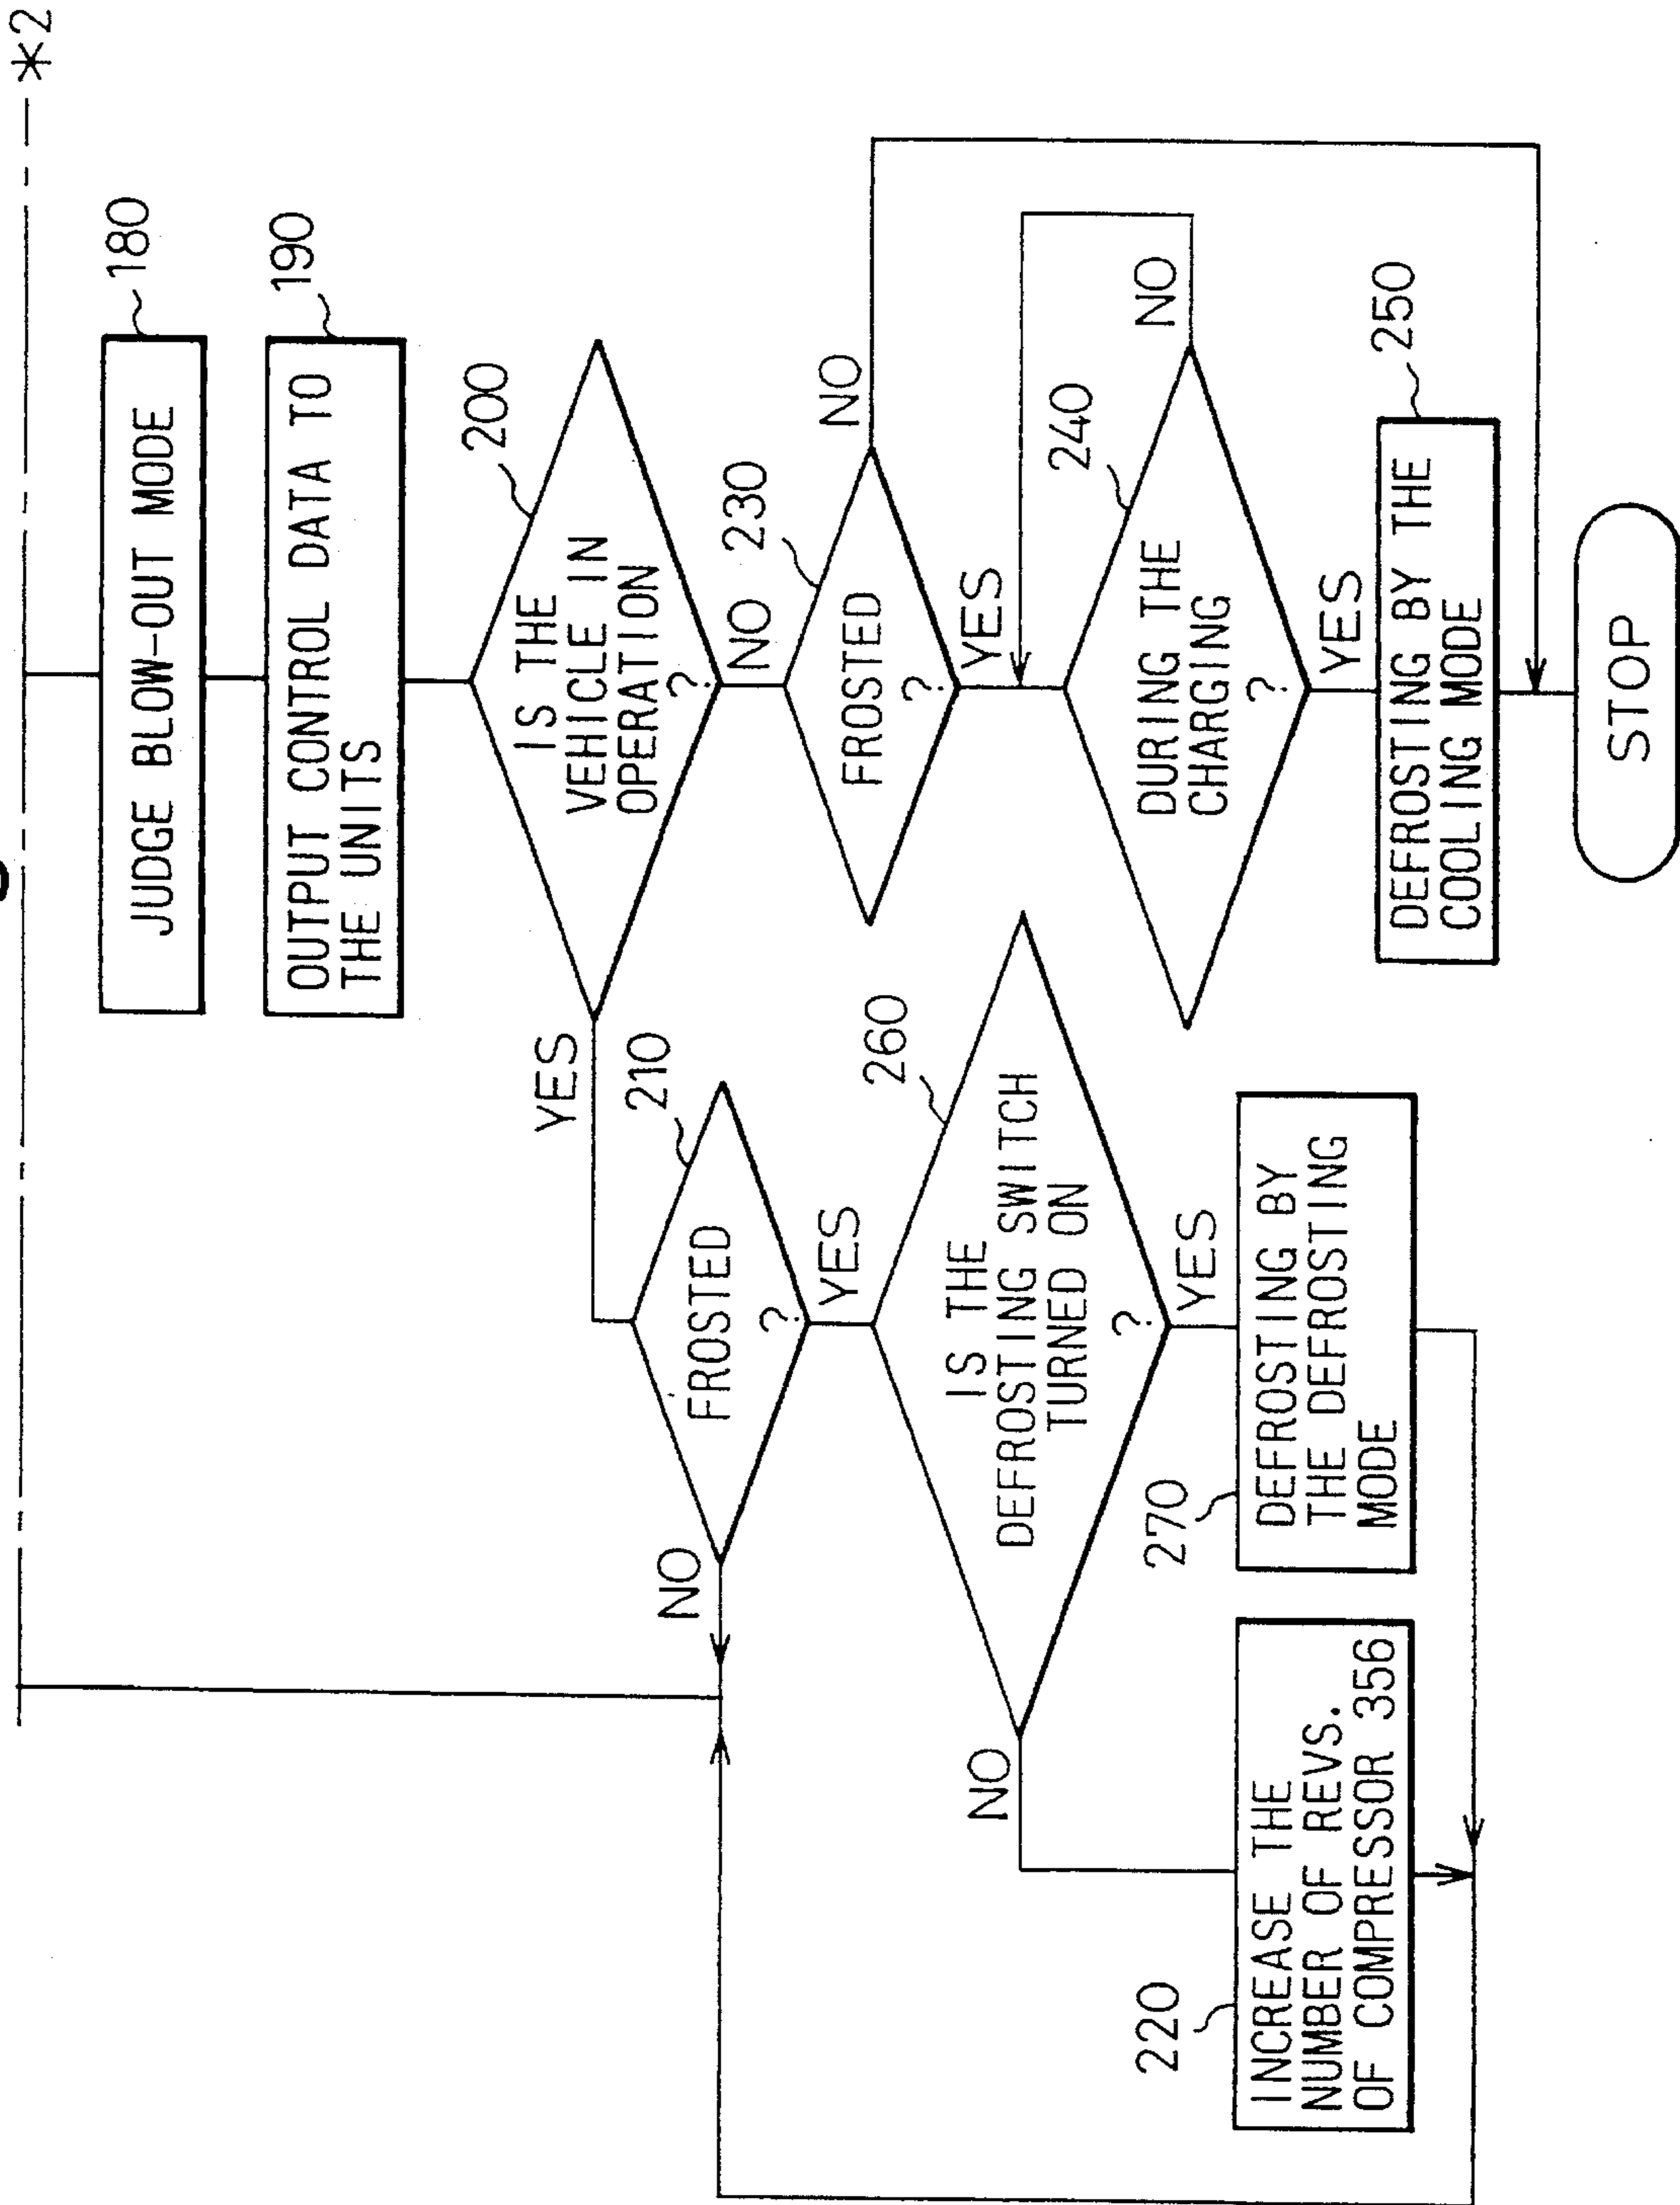 *2
JUDGE BLOW-OUT MODE
180
OUTPUT CONTROL DATA TO
THE UNITS
190
IS THE
VEHICLE IN
OPERATION
?
200
YES
NO
FROSTED
?
210
NO
YES
FROSTED
?
230
NO
YES
IS THE
DEFROSTING SWITCH
TURNED ON
?
260
NO
YES
DURING THE
CHARGING
?
240
NO
YES
INCREASE THE
NUMBER OF REVS.
OF COMPRESSOR 356
220
DEFROSTING BY
THE DEFROSTING
MODE
270
DEFROSTING BY THE
COOLING MODE
250
STOP